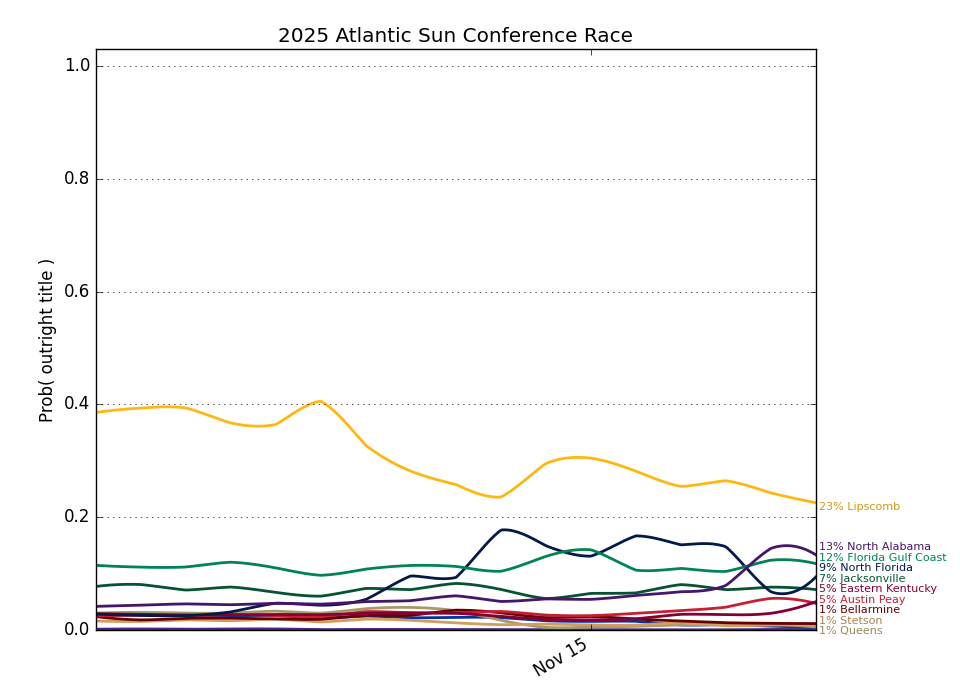 2025 Atlantic Sun Conference Race
1.0
0.8
0.6
0.4
0.2
0.0
Prob( outright title )
Nov 15
23% Lipscomb
13% North Alabama
12% Florida Gulf Coast
9% North Florida
7% Jacksonville
5% Eastern Kentucky
5% Austin Peay
1% Bellarmine
1% Stetson
1% Queens